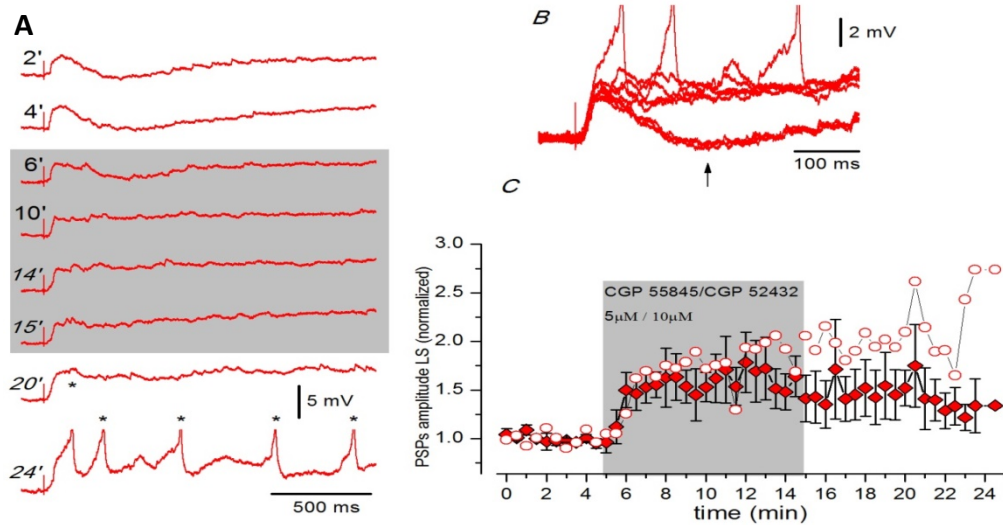 A
2'
4'
6'
10'
14'
15'
20'
*
5 mV
* * * * *
24'
500 ms
B
2 mV
100 ms
C
PSPs amplitude LS (normalized)
3.0
2.5
2.0
1.5
1.0
CGP 55845/CGP 52432
5µM / 10µM
0 2 4 6 8 10 12 14 16 18 20 22 24
time (min)